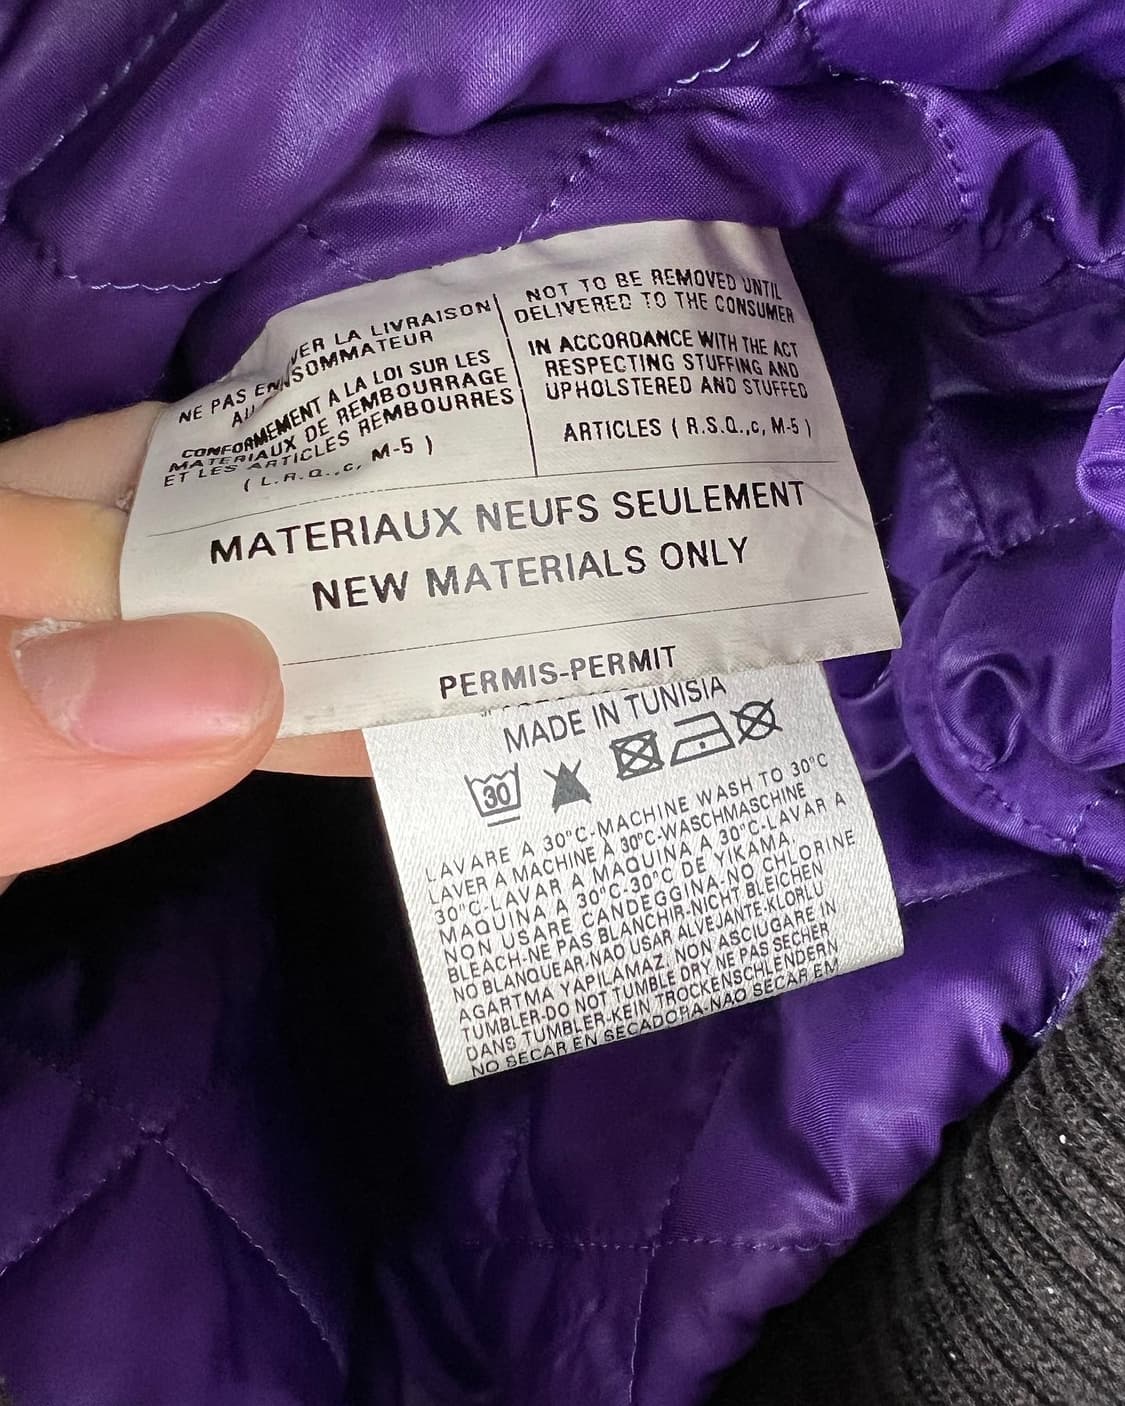 NE PAS ENLEVER LA LIVRAISON
AU CONSOMMATEUR
CONFORMEMENT A LA LOI SUR LES
MATERIAUX DE REMBOURRAGE
ET LES ARTICLES REMBOURRES
( L.R.Q.,c, M-5 )
NOT TO BE REMOVED UNTIL
DELIVERED TO THE CONSUMER
IN ACCORDANCE WITH THE ACT
RESPECTING STUFFING AND
UPHOLSTERED AND STUFFED
ARTICLES ( R.S.Q.,c, M-5 )
MATERIAUX NEUFS SEULEMENT
NEW MATERIALS ONLY
PERMIS-PERMIT
MADE IN TUNISIA
30
LAVARE A 30°C-MACHINE WASH TO 30°C
LAVER A MACHINE À 30°C-WASCHMASCHINE
30°C-LAVAR A MAQUINA A 30°C-LAVAR A
MAQUINA A 30°C-30°C DE YIKAMA
NON USARE CANDEGGINA-NO CHLORINE
BLEACH-NE PAS BLANCHIR-NICHT BLEICHEN
NO BLANQUEAR-NAO USAR ALVEJANTE-KLORLU
AGARTMA YAPILAMAZ NON ASCIUGARE IN
TUMBLER-DO NOT TUMBLE DRY NE PAS SECHER
DANS TUMBLER-KEIN TROCKENSCHLENDERN
NO SECAR EN SECADORA-NAO SECAR EM